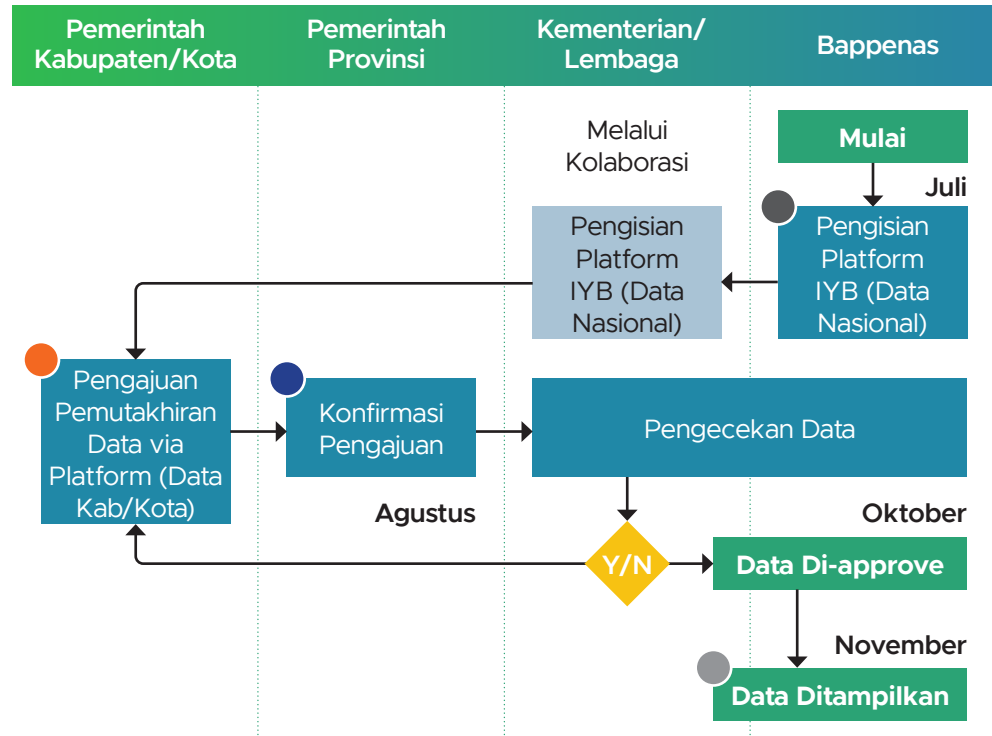 Pemerintah
Kabupaten/Kota
Pemerintah
Provinsi
Kementerian/
Lembaga
Bappenas
Melalui
Kolaborasi
Mulai
Juli
Pengisian
Platform
IYB (Data
Nasional)
Pengisian
Platform
IYB (Data
Nasional)
Pengajuan
Pemutakhiran
Data via
Platform (Data
Kab/Kota)
Konfirmasi
Pengajuan
Pengecekan Data
Agustus
Oktober
Y/N
Data Di-approve
November
Data Ditampilkan